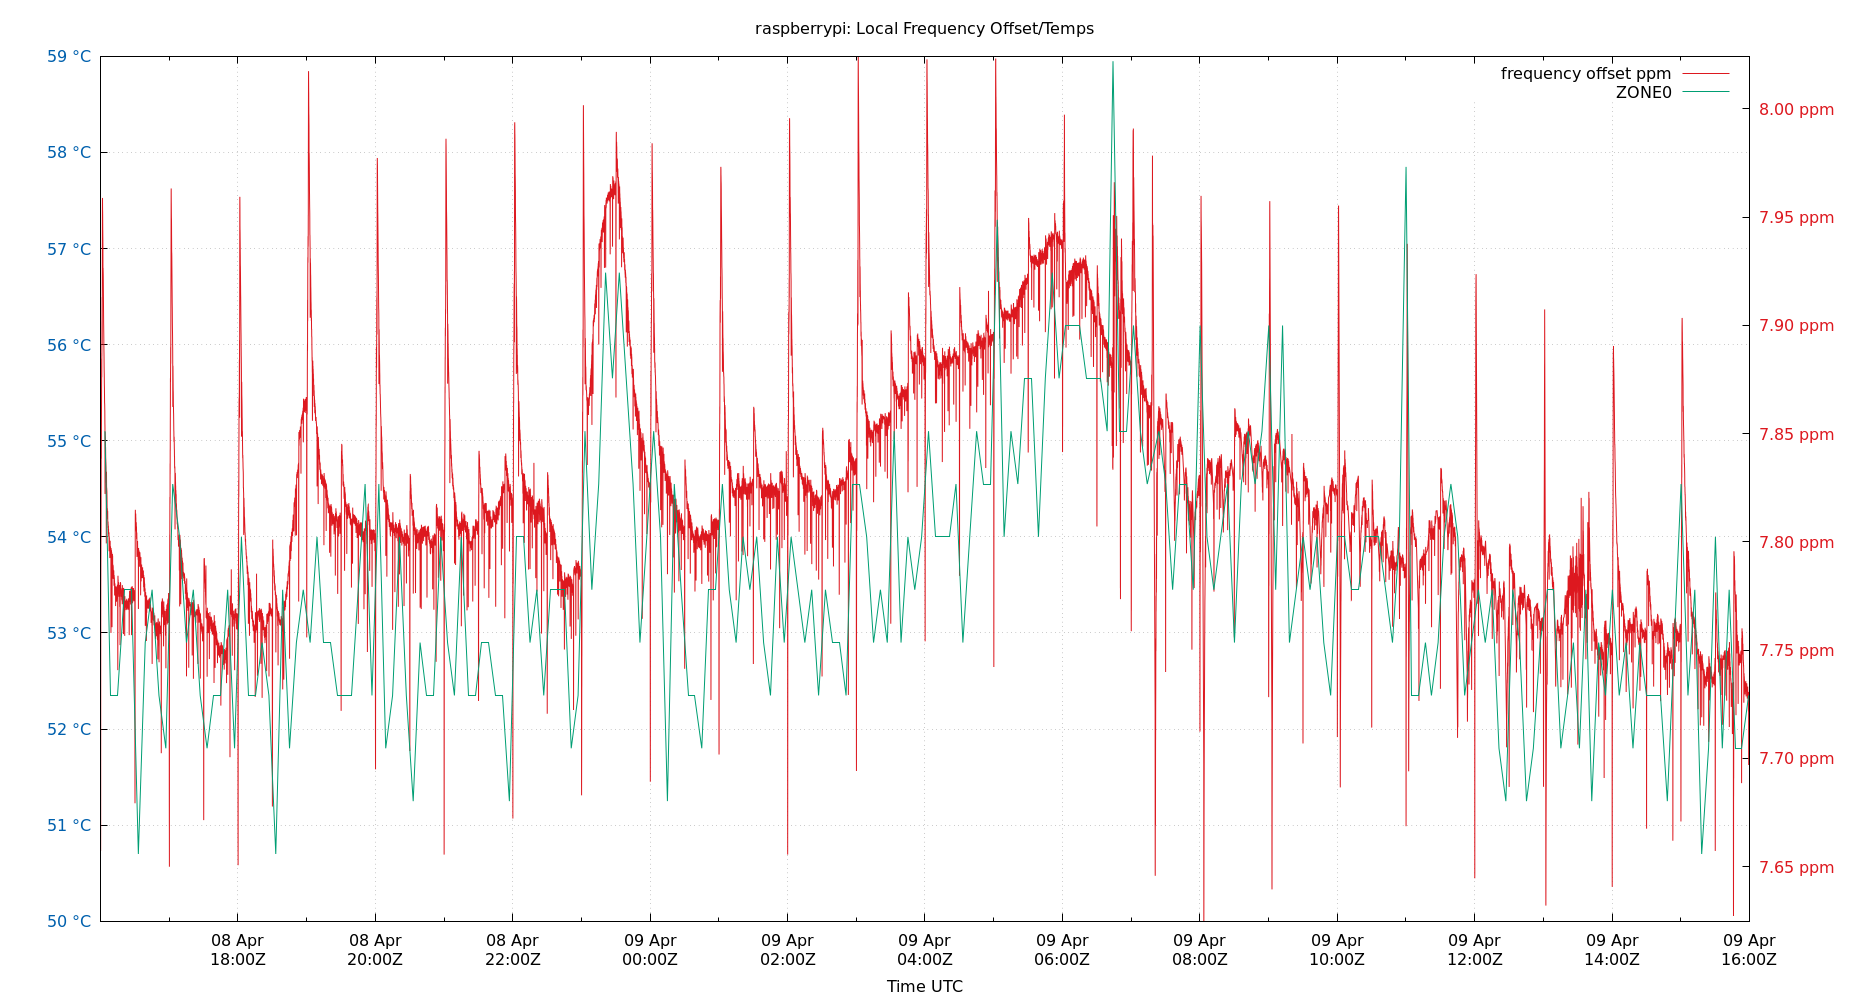 raspberrypi: Local Frequency Offset/Temps
frequency offset ppm
ZONE0
59 °C
58 °C
57 °C
56 °C
55 °C
54 °C
53 °C
52 °C
51 °C
50 °C
8.00 ppm
7.95 ppm
7.90 ppm
7.85 ppm
7.80 ppm
7.75 ppm
7.70 ppm
7.65 ppm
08 Apr
18:00Z
08 Apr
20:00Z
08 Apr
22:00Z
09 Apr
00:00Z
09 Apr
02:00Z
09 Apr
04:00Z
09 Apr
06:00Z
09 Apr
08:00Z
09 Apr
10:00Z
09 Apr
12:00Z
09 Apr
14:00Z
09 Apr
16:00Z
Time UTC